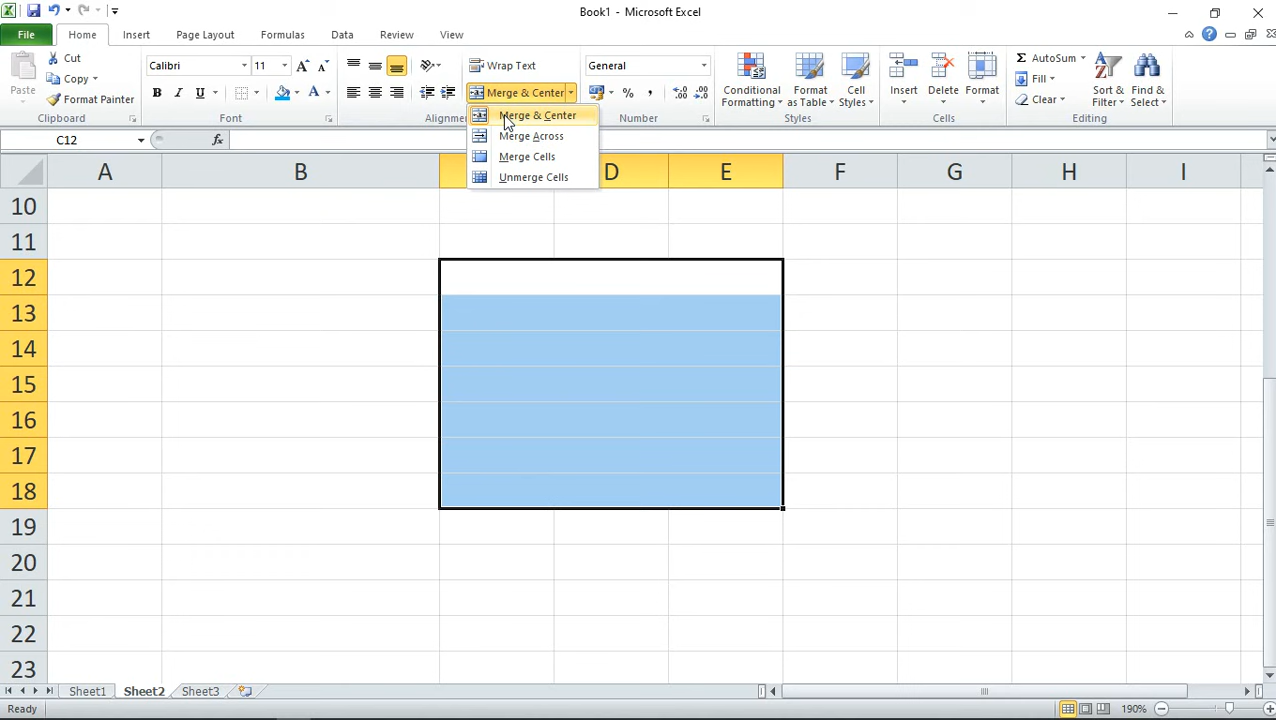 Book1 - Microsoft Excel
File Home Insert Page Layout Formulas Data Review View
Paste
Cut
Copy
Format Painter
Clipboard
Calibri 11
B I U
Font
Wrap Text
Merge & Center
Alignm
General
% ,
Number
Conditional Formatting
Format as Table
Cell Styles
Styles
Insert Delete Format
Cells
Σ AutoSum
Fill
Clear
Sort & Filter
Find & Select
Editing
Merge & Center
Merge Across
Merge Cells
Unmerge Cells
C12 fx
A B D E F G H I
10
11
12
13
14
15
16
17
18
19
20
21
22
23
Sheet1 Sheet2 Sheet3
Ready 190%